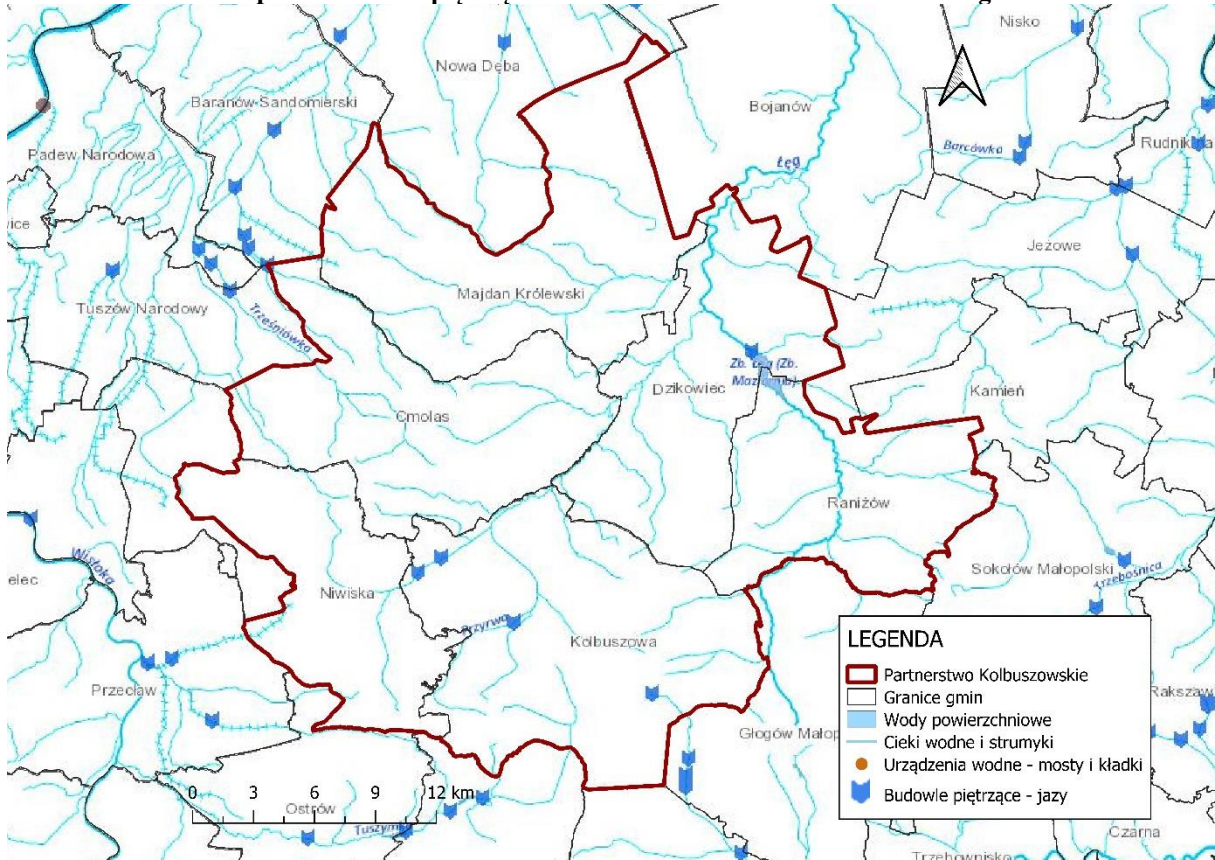 Nisko
Nowa Dęba
Baranów Sandomierski
Bojanów
Padew Narodowa
Łęg
Barcówka
Jeżowe
Majdan Królewski
Tuszów Narodowy
Trześniówka
Zb. Łęg (Zb.
Dzikowiec
Kamień
Cmolas
Raniżów
Wisłoka
Sokołów Małopolski
Trzebośnica
Niwiska
Przyrwa
Kolbuszowa
Przecław
Głogów Małop
Ostrów
0 3 6 9 12 km
LEGENDA
Partnerstwo Kolbuszowskie
Granice gmin
Wody powierzchniowe
Cieki wodne i strumyki
Urządzenia wodne - mosty i kładki
Budowle piętrzące - jazy
Czarna